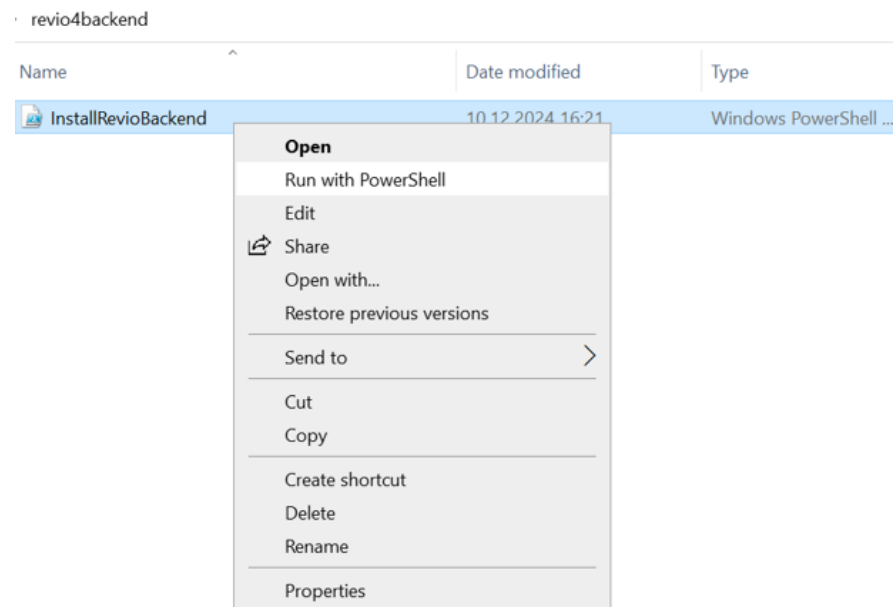 revio4backend
Name Date modified Type
InstallRevioBackend 10.12.2024 16:21 Windows PowerShell ...
Open
Run with PowerShell
Edit
Share
Open with...
Restore previous versions
Send to
Cut
Copy
Create shortcut
Delete
Rename
Properties